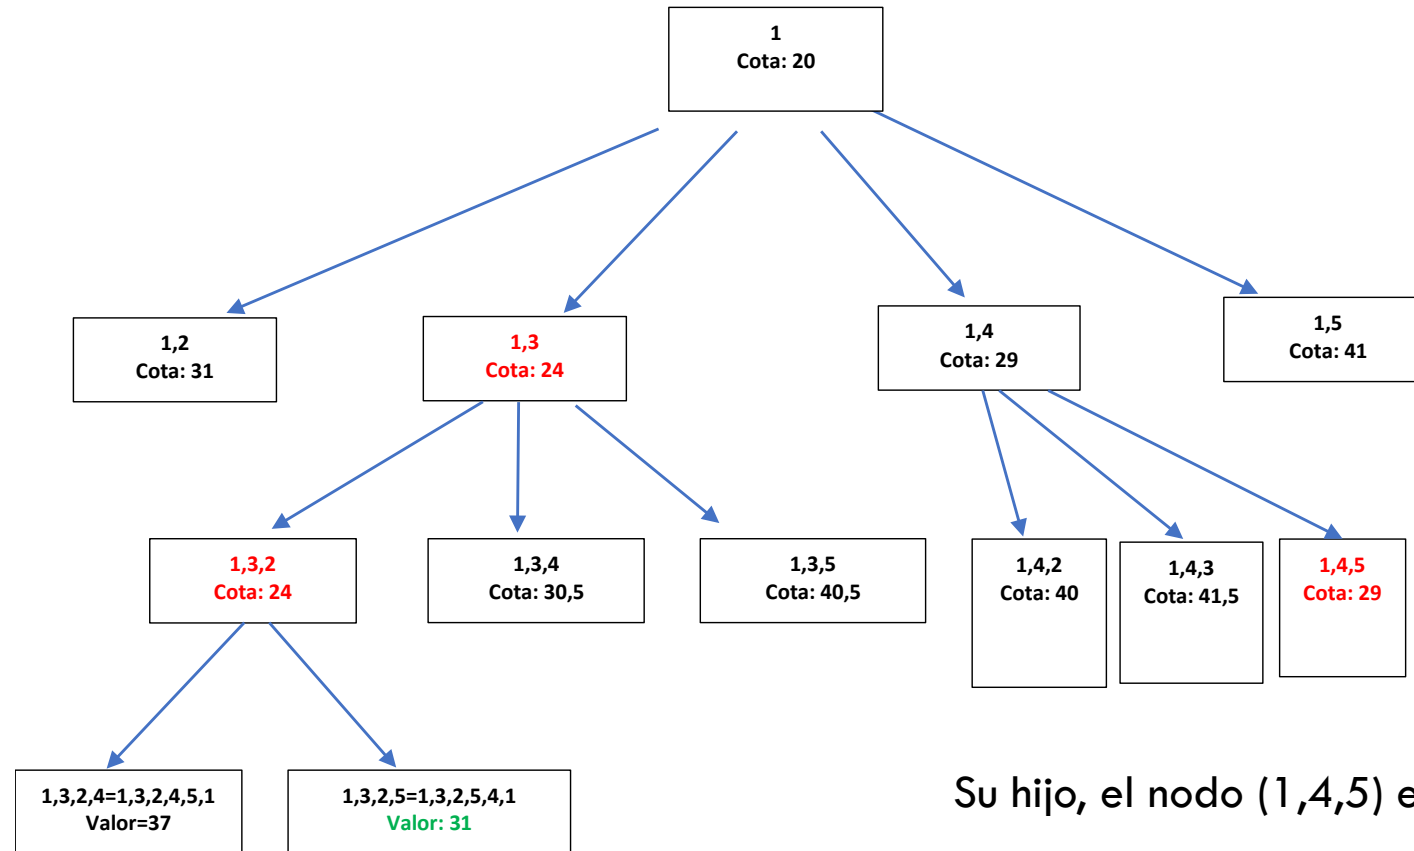 1
Cota: 20
1,2
Cota: 31
1,3
Cota: 24
1,4
Cota: 29
1,5
Cota: 41
1,3,2
Cota: 24
1,3,4
Cota: 30,5
1,3,5
Cota: 40,5
1,4,2
Cota: 40
1,4,3
Cota: 41,5
1,4,5
Cota: 29
1,3,2,4=1,3,2,4,5,1
Valor=37
1,3,2,5=1,3,2,5,4,1
Valor: 31
Su hijo, el nodo (1,4,5) e